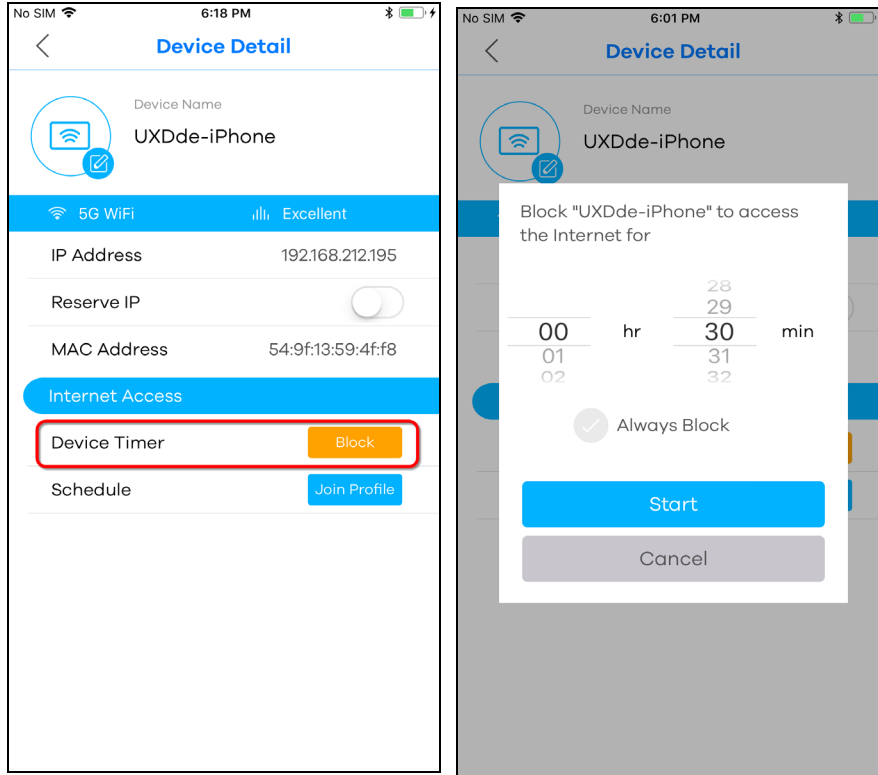 No SIM 6:18 PM
Device Detail
Device Name
UXDde-iPhone
5G WiFi Excellent
IP Address 192.168.212.195
Reserve IP
MAC Address 54:9f:13:59:4f:f8
Internet Access
Device Timer Block
Schedule Join Profile
No SIM 6:01 PM
Device Detail
Device Name
UXDde-iPhone
Block "UXDde-iPhone" to access
the Internet for
28
29
00 hr 30 min
01 31
02 32
Always Block
Start
Cancel